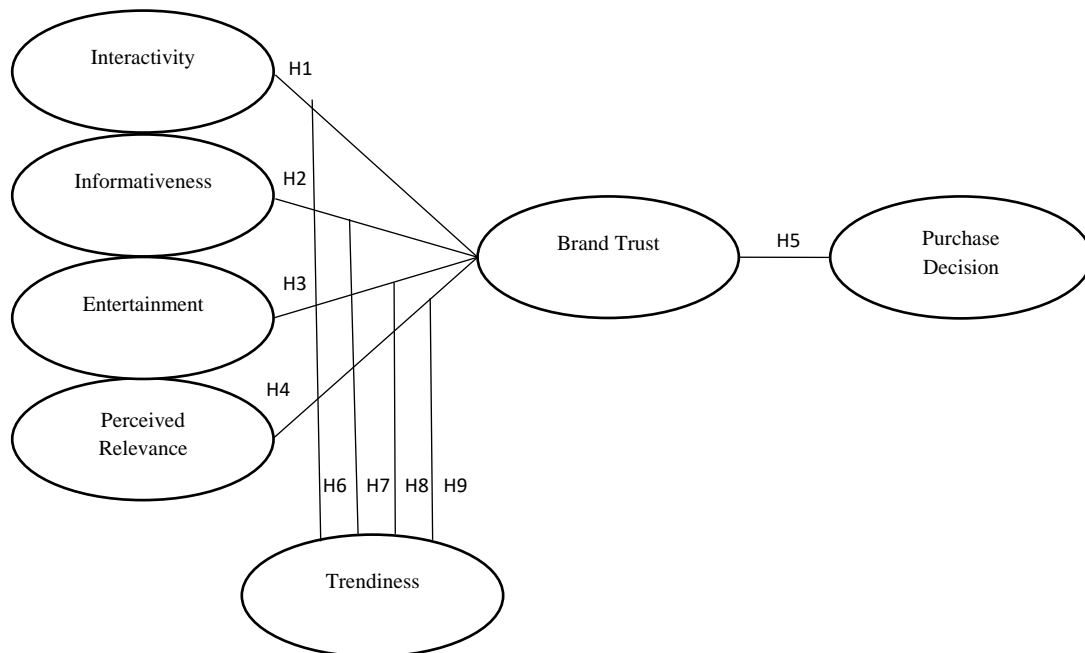 Interactivity
H1
Informativeness
H2
Entertainment
H3
Perceived
Relevance
H4
Brand Trust
H5
Purchase
Decision
H6
H7
H8
H9
Trendiness